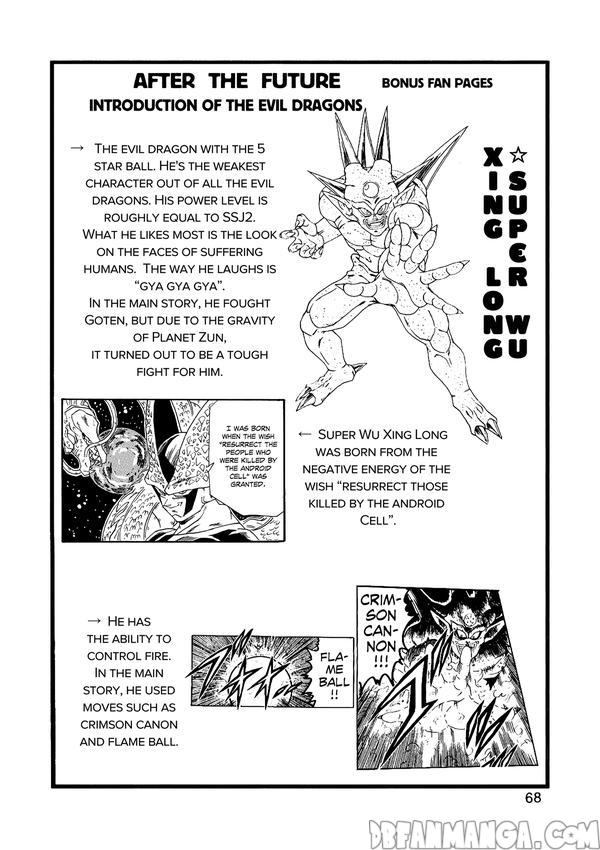 AFTER THE FUTURE
BONUS FAN PAGES
INTRODUCTION OF THE EVIL DRAGONS
→ THE EVIL DRAGON WITH THE 5
STAR BALL. HE'S THE WEAKEST
CHARACTER OUT OF ALL THE EVIL
DRAGONS. HIS POWER LEVEL IS
ROUGHLY EQUAL TO SSJ2.
WHAT HE LIKES MOST IS THE LOOK
ON THE FACES OF SUFFERING
HUMANS. THE WAY HE LAUGHS IS
"GYA GYA GYA".
IN THE MAIN STORY, HE FOUGHT
GOTEN, BUT DUE TO THE GRAVITY
OF PLANET ZUN,
IT TURNED OUT TO BE A TOUGH
FIGHT FOR HIM.
☆ SUPER WU
XING LONG
I WAS BORN
WHEN THE WISH
"RESURRECT THE
PEOPLE WHO
WERE KILLED BY
THE ANDROID
CELL" WAS
GRANTED.
← SUPER WU XING LONG
WAS BORN FROM THE
NEGATIVE ENERGY OF THE
WISH "RESURRECT THOSE
KILLED BY THE ANDROID
CELL".
→ HE HAS
THE ABILITY TO
CONTROL FIRE.
IN THE MAIN
STORY, HE USED
MOVES SUCH AS
CRIMSON CANON
AND FLAME BALL.
FLA-
ME
BALL
!!
CRIM-
SON
CAN-
NON
!!!
68
DBFANMANGA.COM